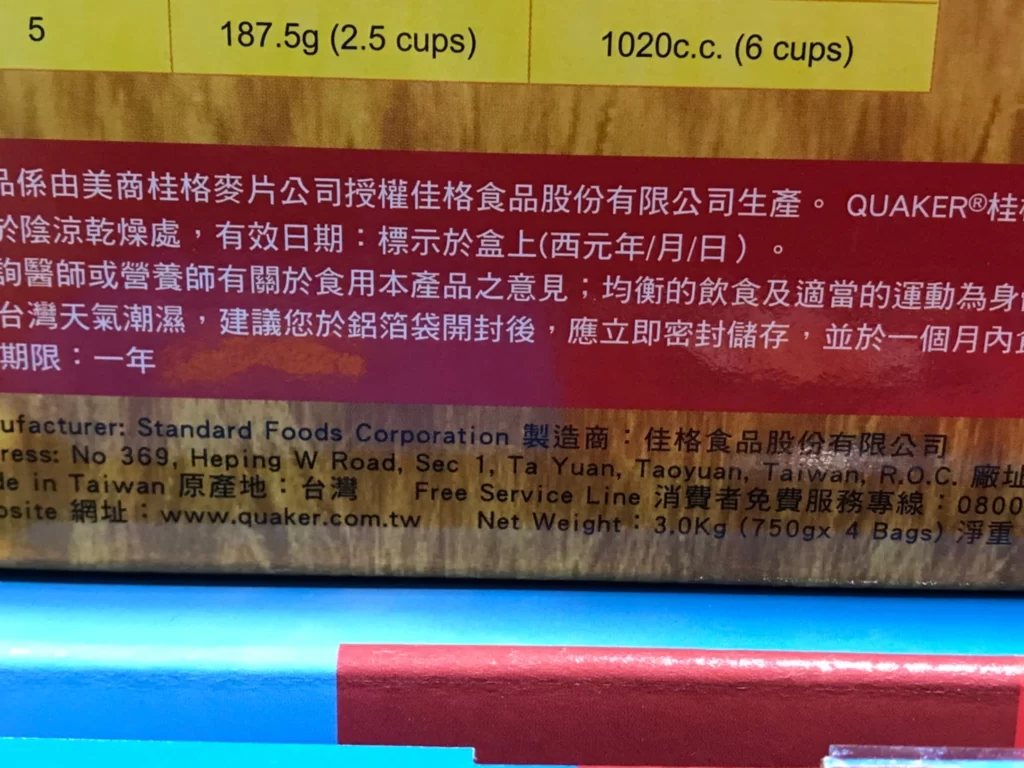 5 187.5g (2.5 cups) 1020c.c. (6 cups)
品係由美商桂格麥片公司授權佳格食品股份有限公司生產。 QUAKER®桂
於陰涼乾燥處，有效日期：標示於盒上(西元年/月/日）。
詢醫師或營養師有關於食用本產品之意見；均衡的飲食及適當的運動為身
台灣天氣潮濕，建議您於鋁箔袋開封後，應立即密封儲存，並於一個月內
期限：一年
ufacturer: Standard Foods Corporation 製造商：佳格食品股份有限公司
ress: No 369, Heping W Road, Sec 1, Ta Yuan, Taoyuan, Taiwan, R.O.C. 廠址
de in Taiwan 原產地：台灣 Free Service Line 消費者免費服務專線：0800
bsite 網址：www.quaker.com.tw Net Weight：3.0Kg (750gx 4 Bags) 淨重